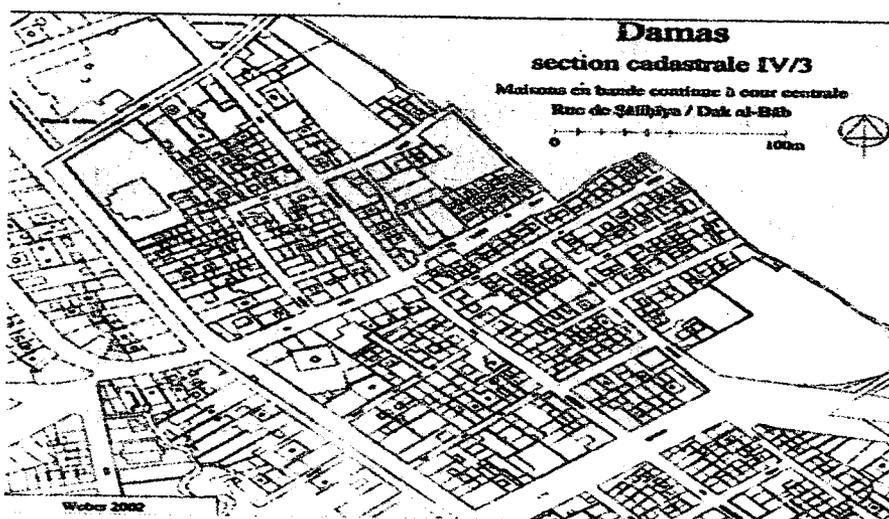 Damas
section cadastrale IV/3
Maisons en bande continue à cour centrale
Rue de Ṣāliḥīya / Dak al-Bāb
0 100m
Weber 2002